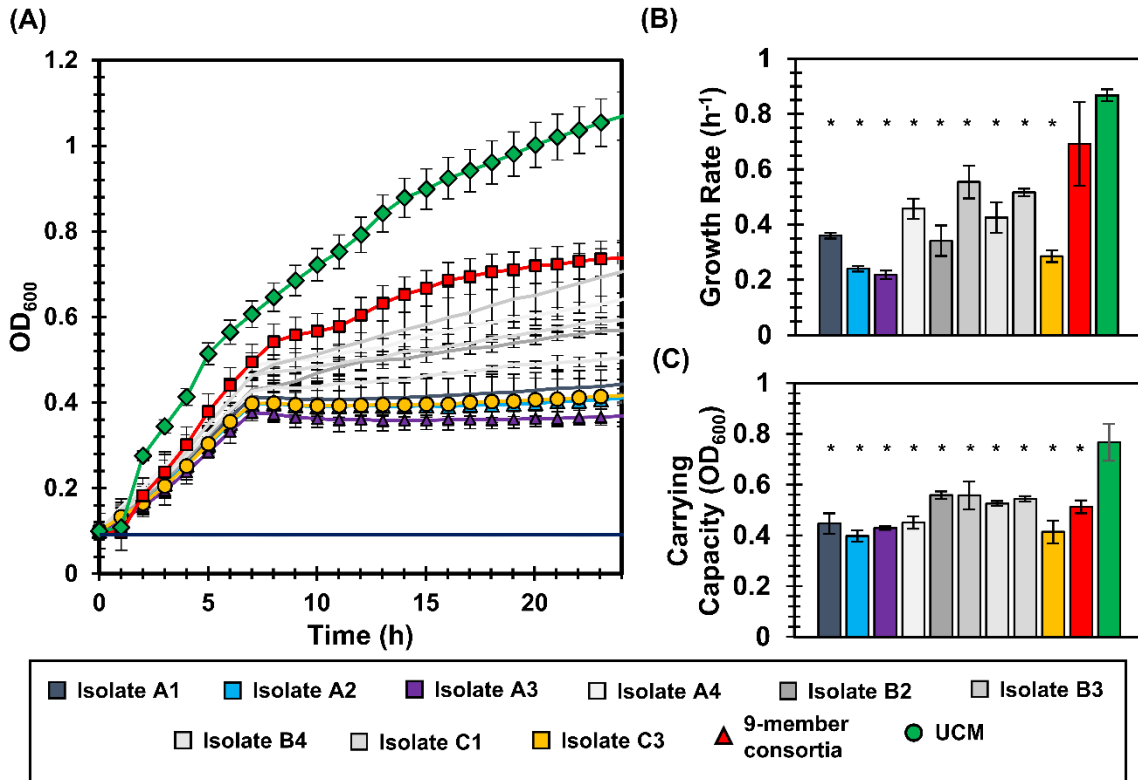 (A)
OD600
1.2
1
0.8
0.6
0.4
0.2
0
0 5 10 15 20
Time (h)
(B)
Growth Rate (h-1)
1
0.8
0.6
0.4
0.2
0
* * * * * * * * *
(C)
Carrying
Capacity (OD600)
1
0.8
0.6
0.4
0.2
0
* * * * * * * * * *
Isolate A1 Isolate A2 Isolate A3 Isolate A4 Isolate B2 Isolate B3
Isolate B4 Isolate C1 Isolate C3 9-member consortia UCM